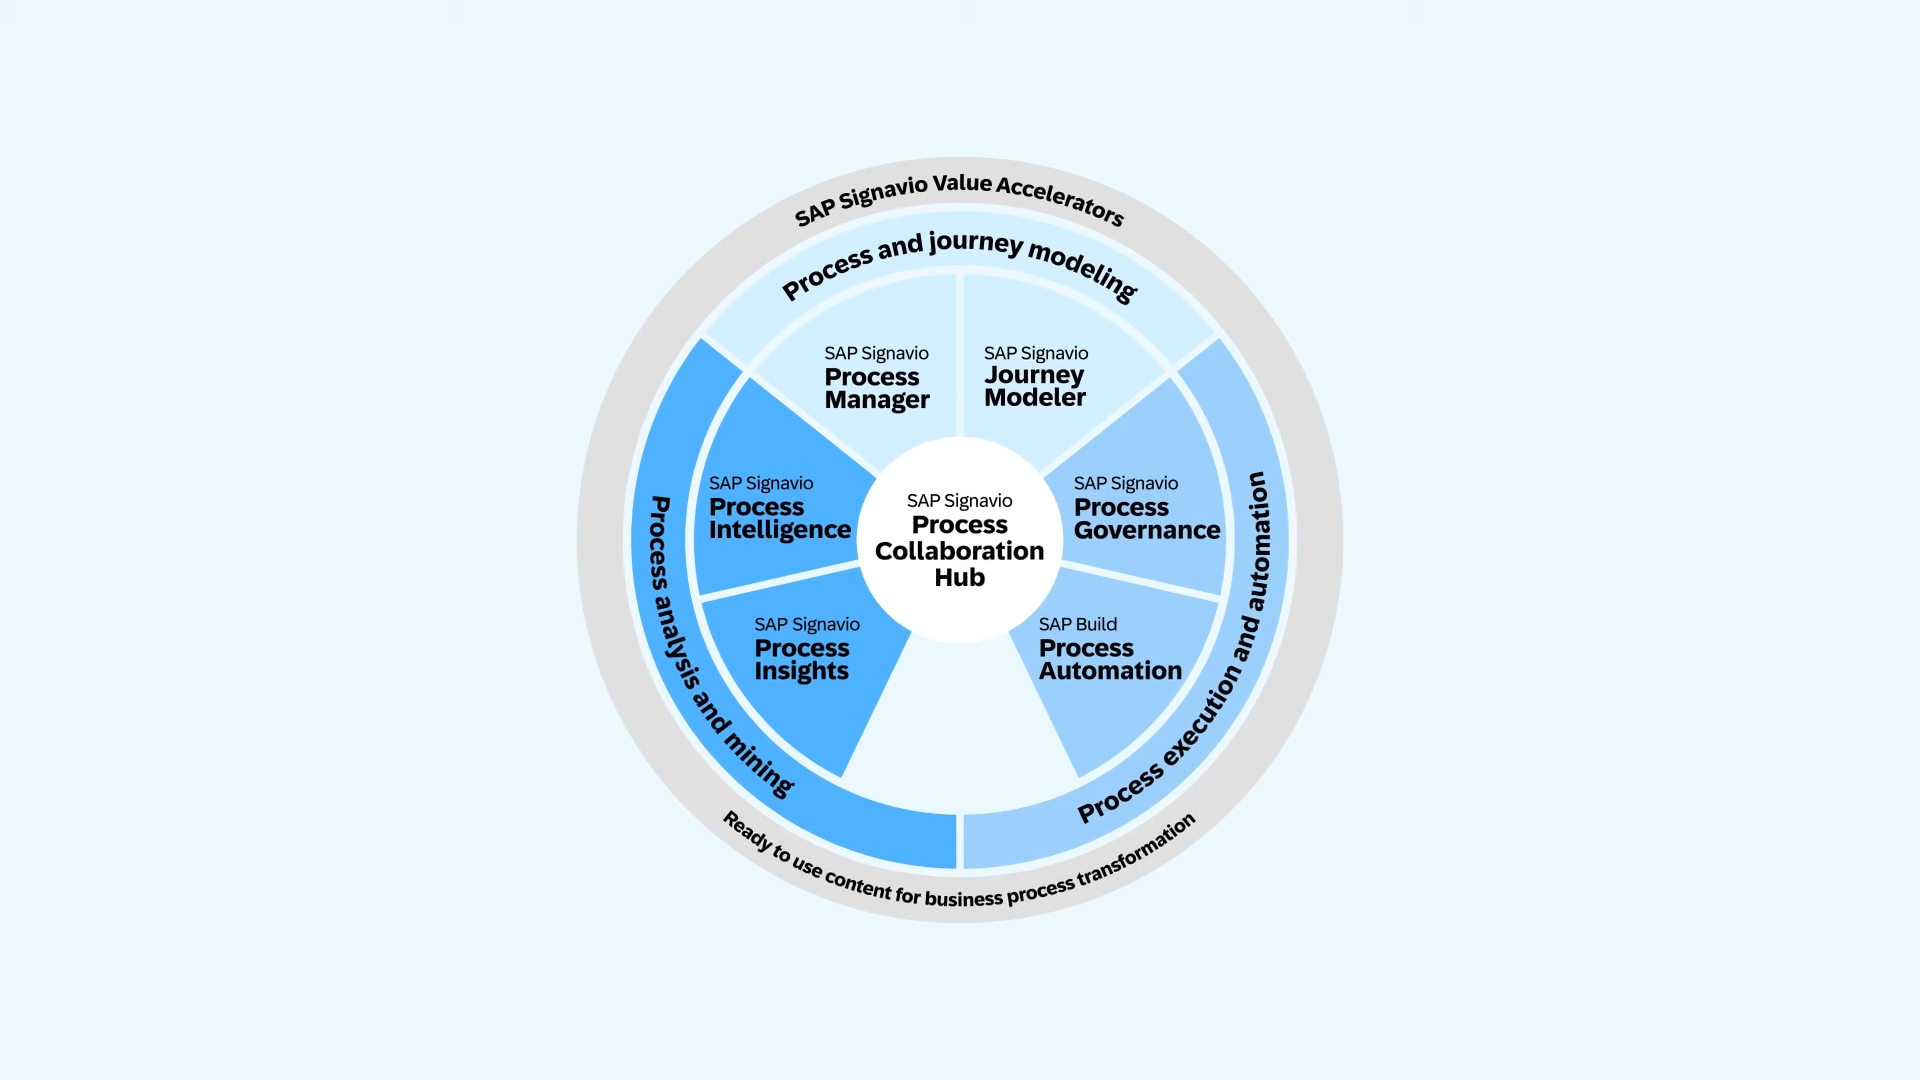 SAP Signavio Value Accelerators
Process and journey modeling
SAP Signavio
Process
Manager
SAP Signavio
Journey
Modeler
SAP Signavio
Process
Intelligence
SAP Signavio
Process
Collaboration
Hub
SAP Signavio
Process
Governance
SAP Signavio
Process
Insights
SAP Build
Process
Automation
Process analysis and mining
Process execution and automation
Ready to use content for business process transformation